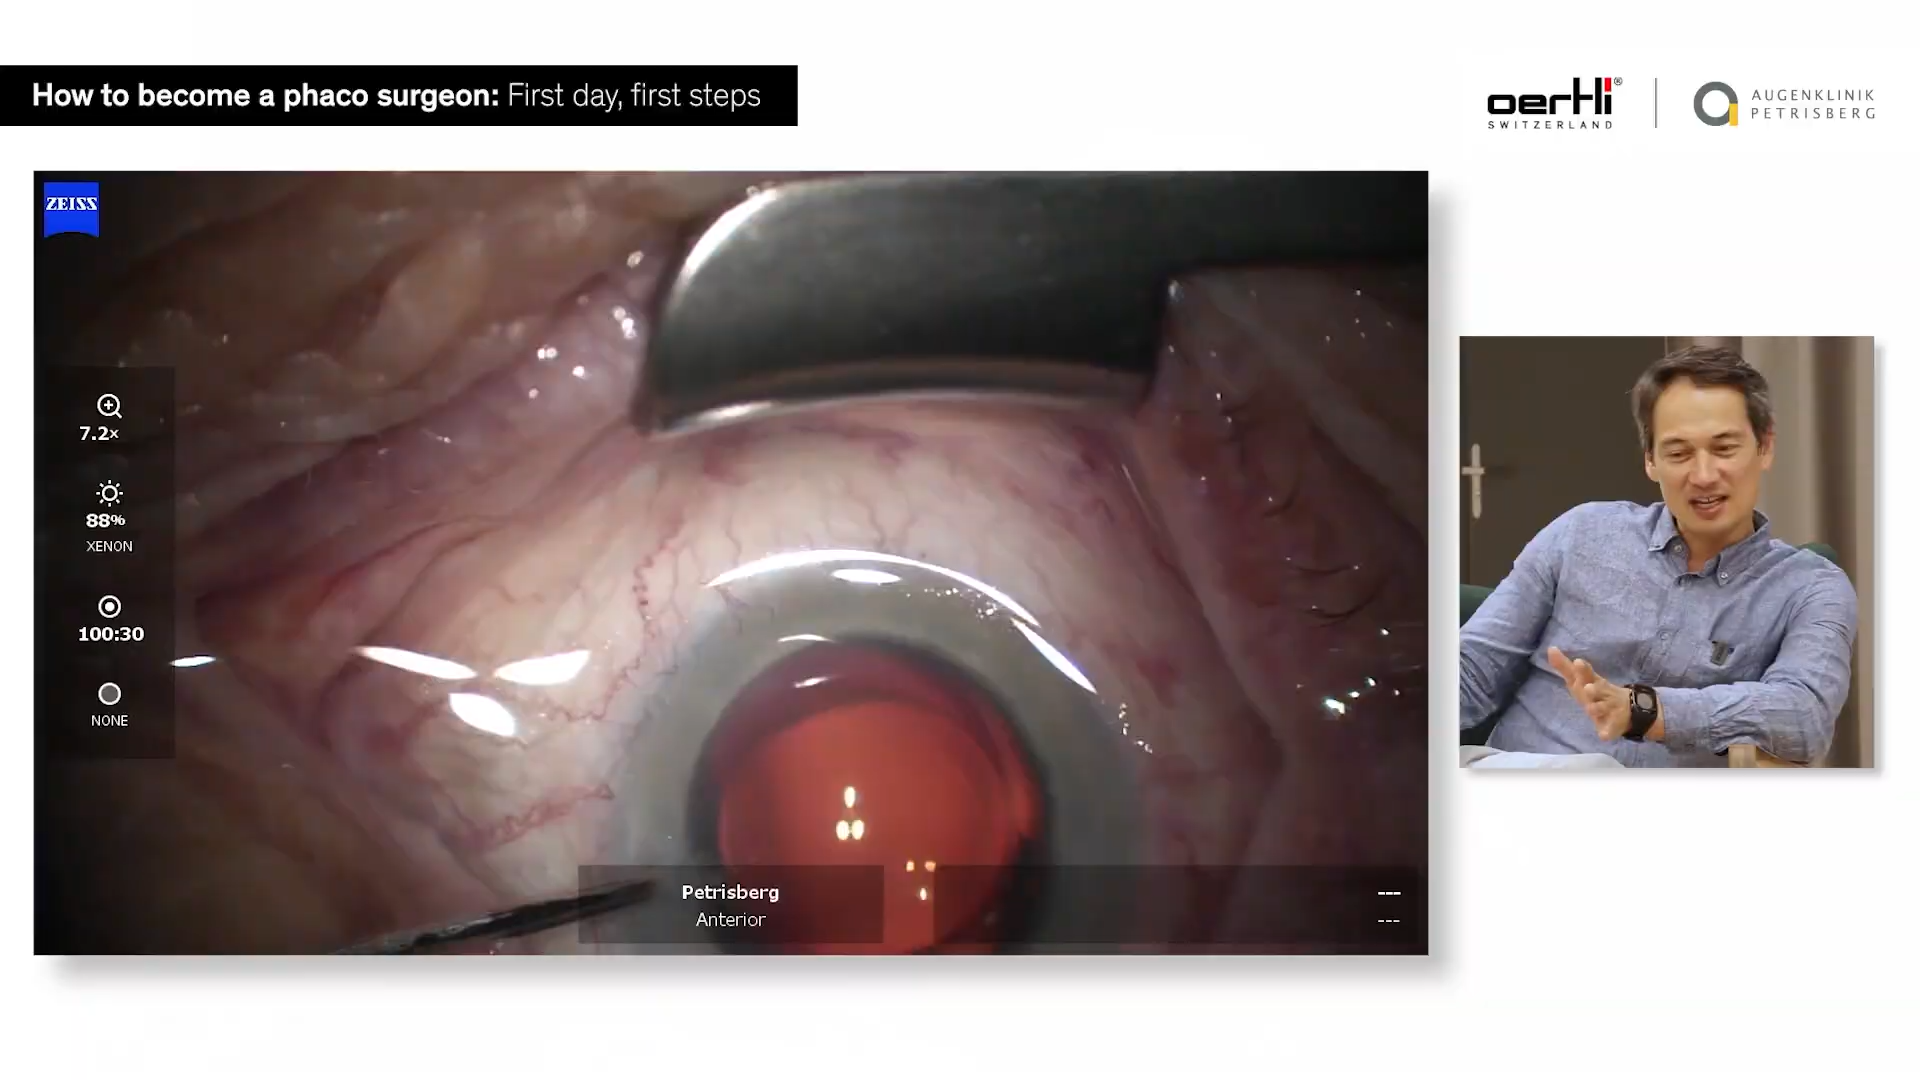 How to become a phaco surgeon: First day, first steps
oertli®
SWITZERLAND
AUGENKLINIK
PETRISBERG
ZEISS
7.2x
88%
XENON
100:30
NONE
Petrisberg
Anterior
---
---